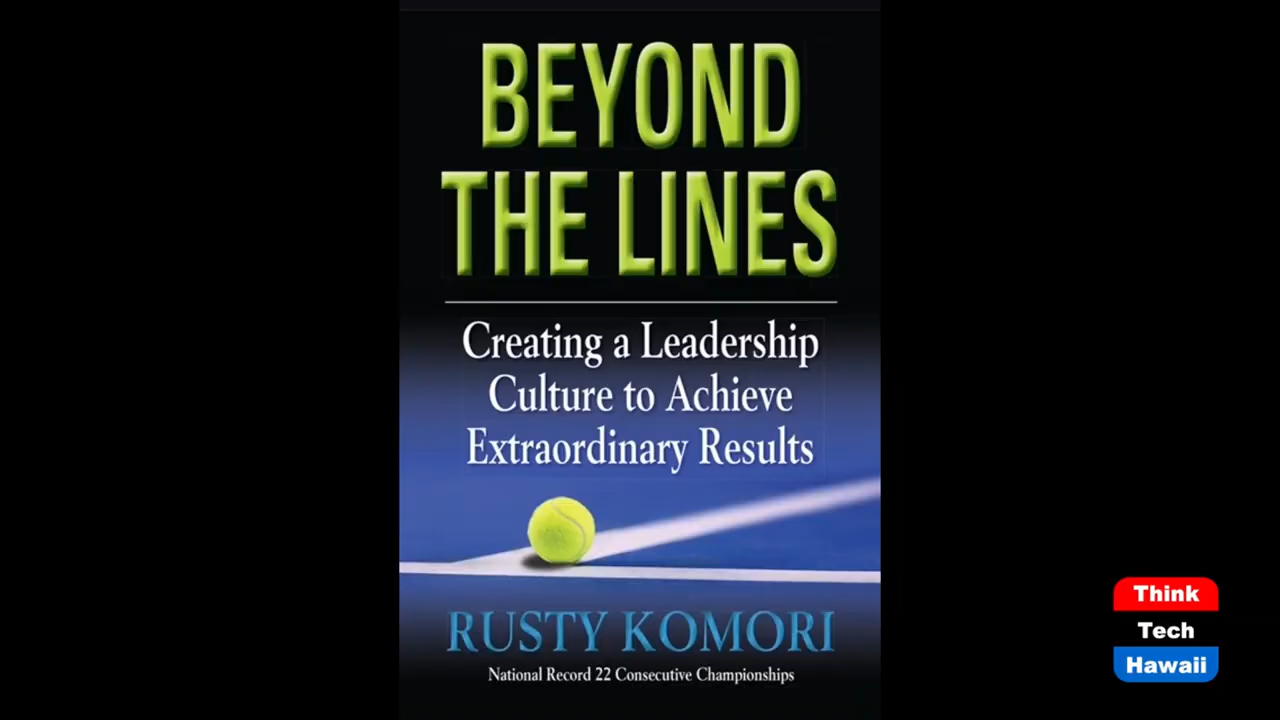 BEYOND
THE LINES
Creating a Leadership
Culture to Achieve
Extraordinary Results
RUSTY KOMORI
National Record 22 Consecutive Championships
Think
Tech
Hawaii